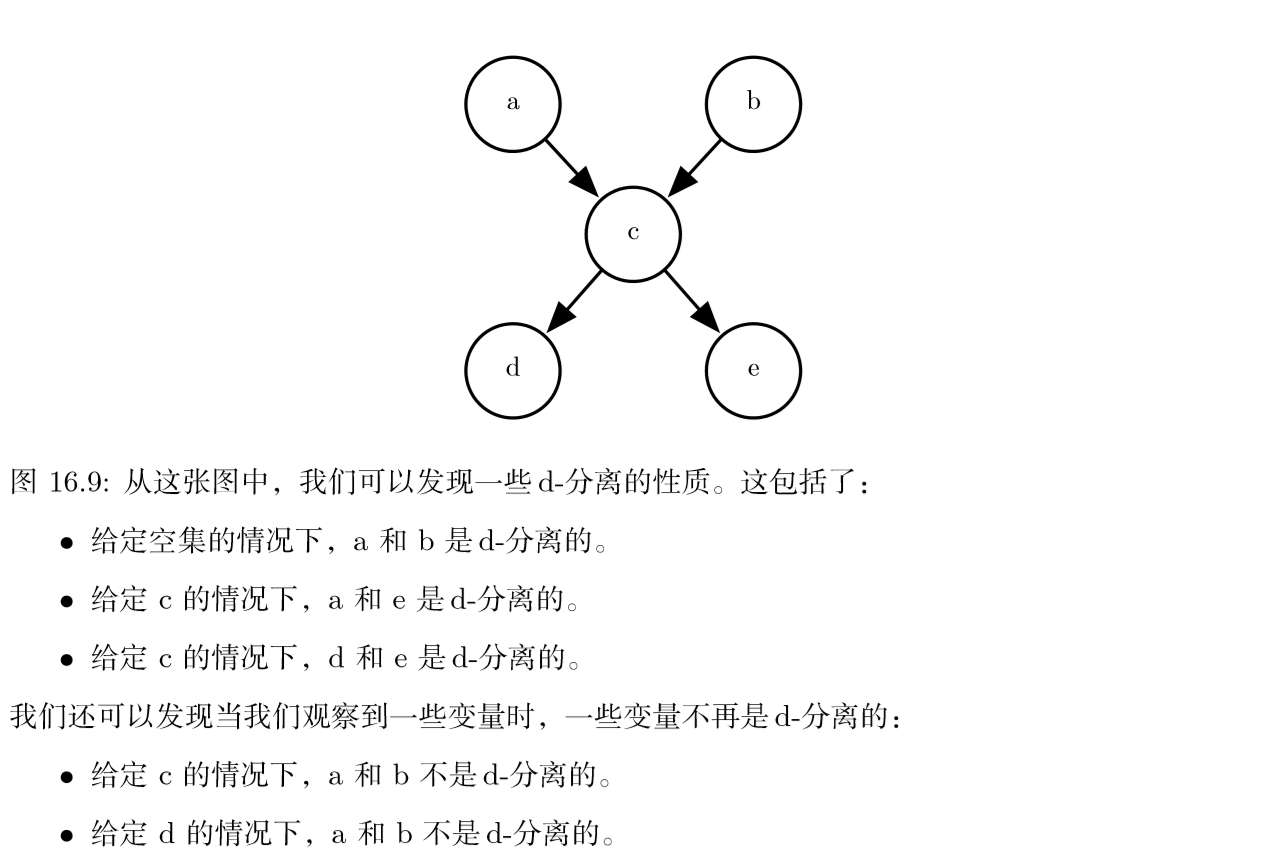 a
b
c
d
e
图 16.9: 从这张图中，我们可以发现一些 d-分离的性质。这包括了：
• 给定空集的情况下，a 和 b 是 d-分离的。
• 给定 c 的情况下，a 和 e 是 d-分离的。
• 给定 c 的情况下，d 和 e 是 d-分离的。
我们还可以发现当我们观察到一些变量时，一些变量不再是 d-分离的：
• 给定 c 的情况下，a 和 b 不是 d-分离的。
• 给定 d 的情况下，a 和 b 不是 d-分离的。